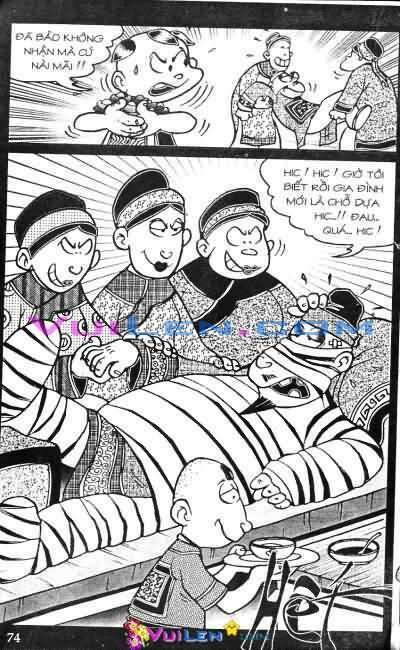 ĐÃ BẢO KHÔNG
NHẬN MÀ CỨ
NÀI MÃI !!
HIC ! HIC ! GIỜ TÔI
BIẾT RỒI GIA ĐÌNH
MỚI LÀ CHỖ DỰA
HIC..!! ĐAU..
QUÁ.. HIC !
VUILEN.COM
HẾT
74
VUILEN.COM